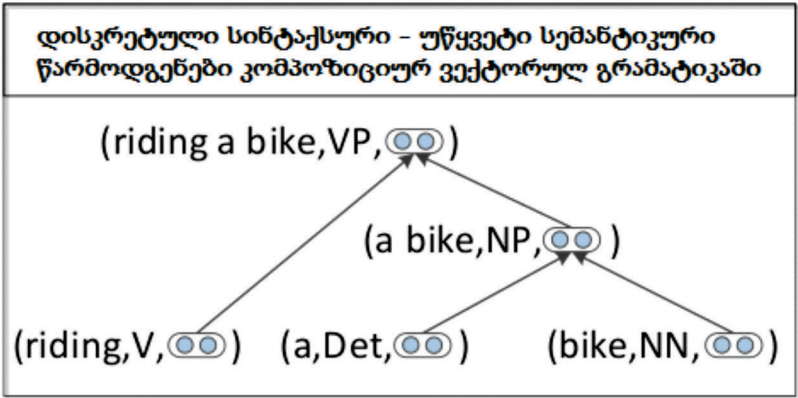 დისკრეტული სინტაქსური – უწყვეტი სემანტიკური
წარმოდგენები კომპოზიციურ ვექტორულ გრამატიკაში
(riding a bike,VP, )
(a bike,NP, )
(riding,V, ) (a,Det, ) (bike,NN, )